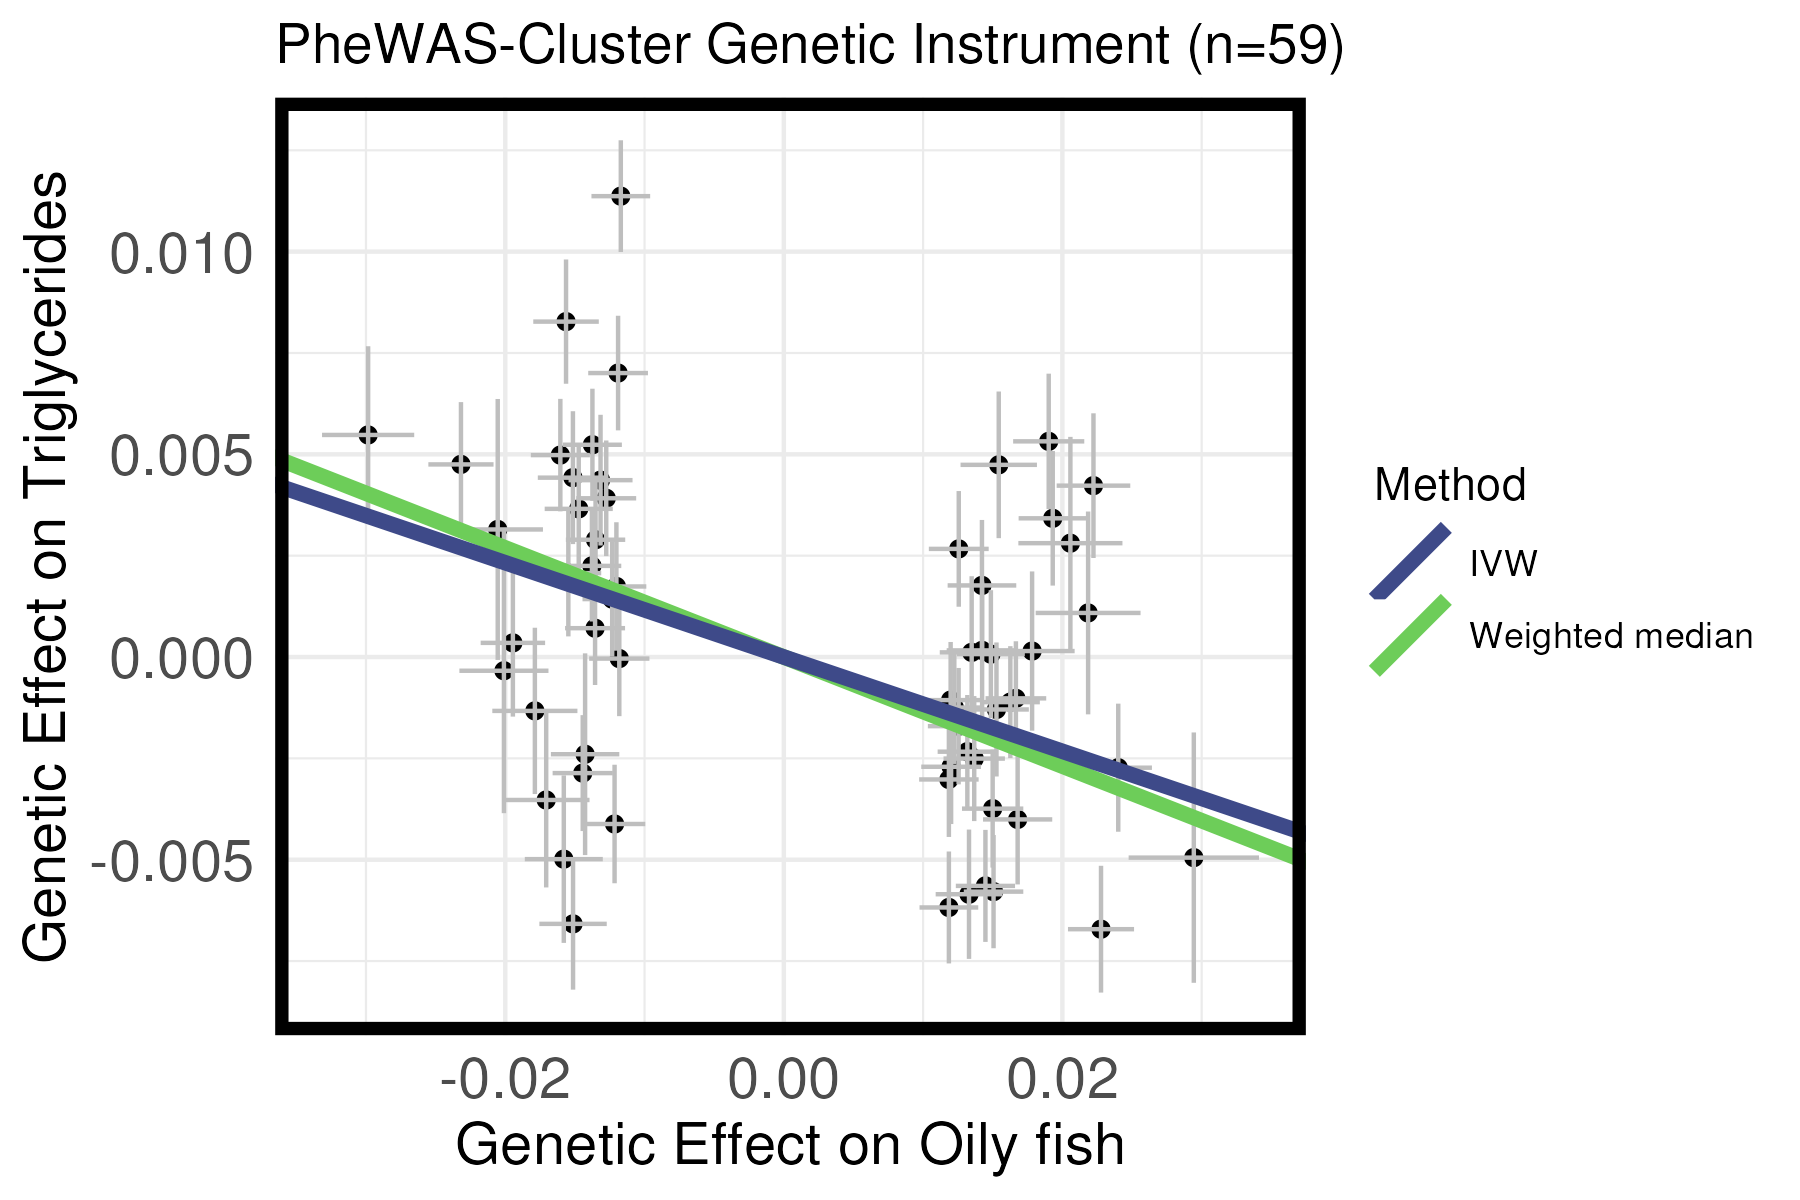 PheWAS-Cluster Genetic Instrument (n=59)
Genetic Effect on Triglycerides
0.010
0.005
0.000
-0.005
-0.02 0.00 0.02
Genetic Effect on Oily fish
Method
IVW
Weighted median